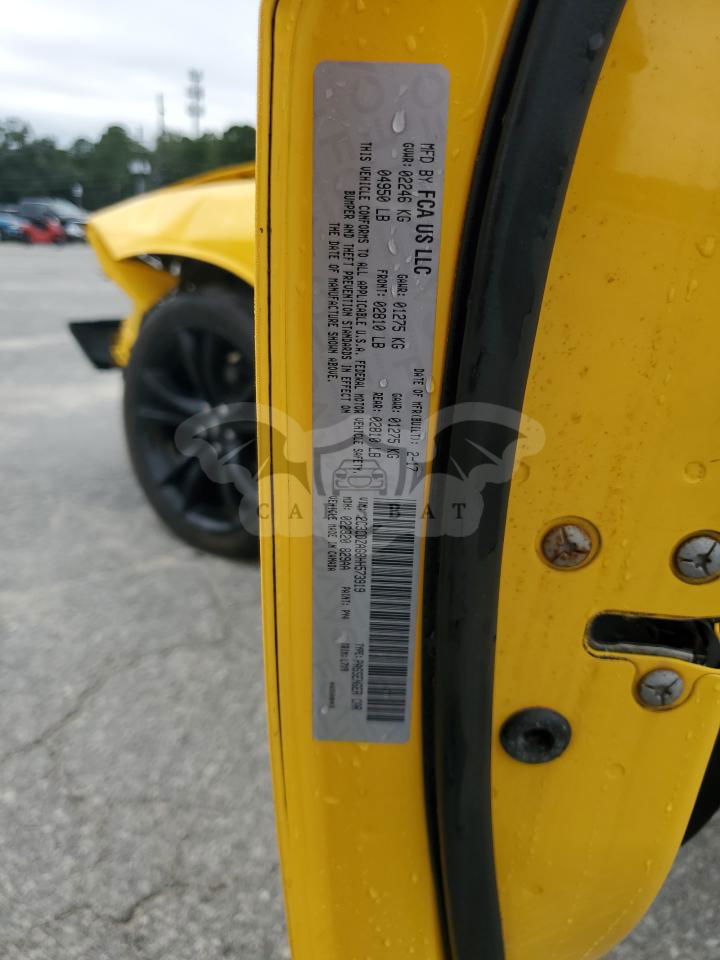 MFD BY FCA US LLC
DATE OF MFR(BUILT): 2-17
GVWR: 02246 KG
GAWR: 01275 KG
GAWR: 01275 KG
04950 LB
FRONT: 02810 LB
REAR: 02810 LB
THIS VEHICLE CONFORMS TO ALL APPLICABLE U.S.A. FEDERAL MOTOR VEHICLE SAFETY,
BUMPER AND THEFT PREVENTION STANDARDS IN EFFECT ON
THE DATE OF MANUFACTURE SHOWN ABOVE.
TYPE: PASSENGER CAR
PAINT: PY4
VEHICLE MADE IN CANADA